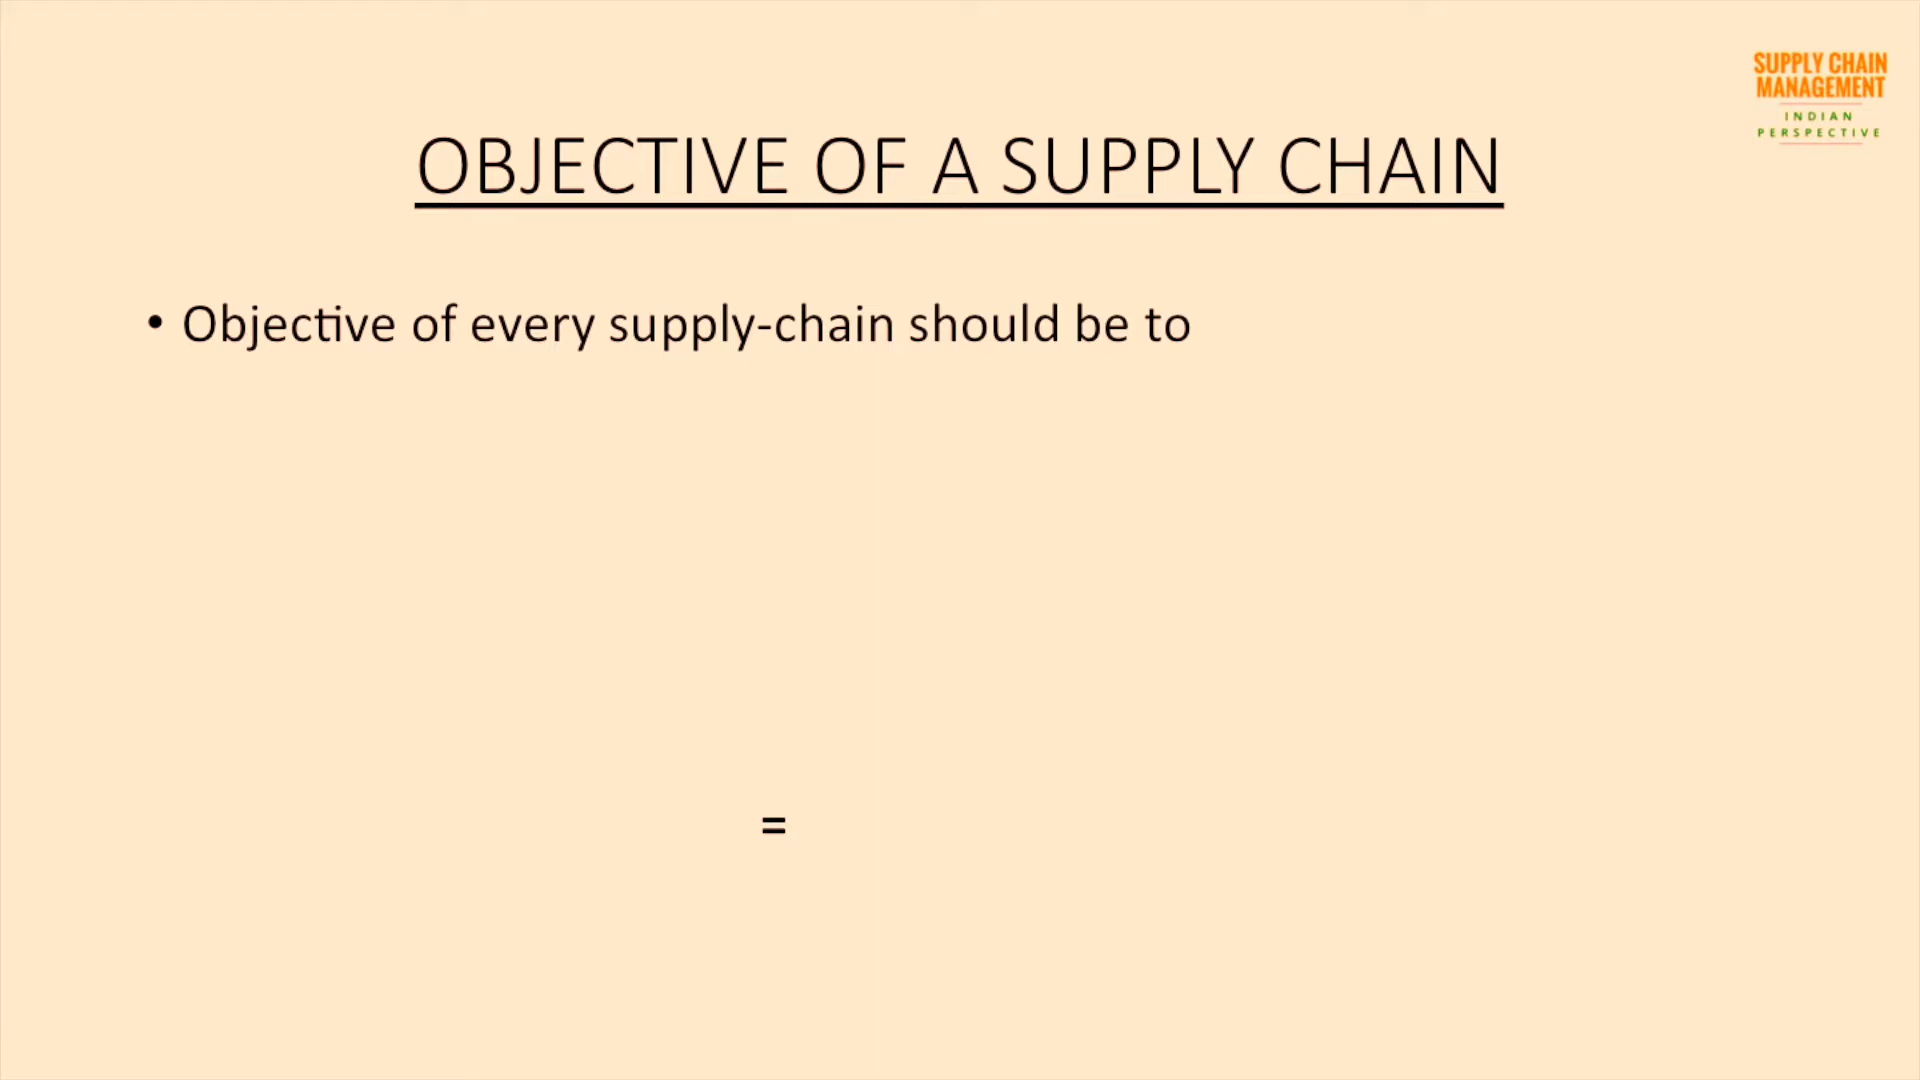 SUPPLY CHAIN
MANAGEMENT
INDIAN
PERSPECTIVE
OBJECTIVE OF A SUPPLY CHAIN
• Objective of every supply-chain should be to
=